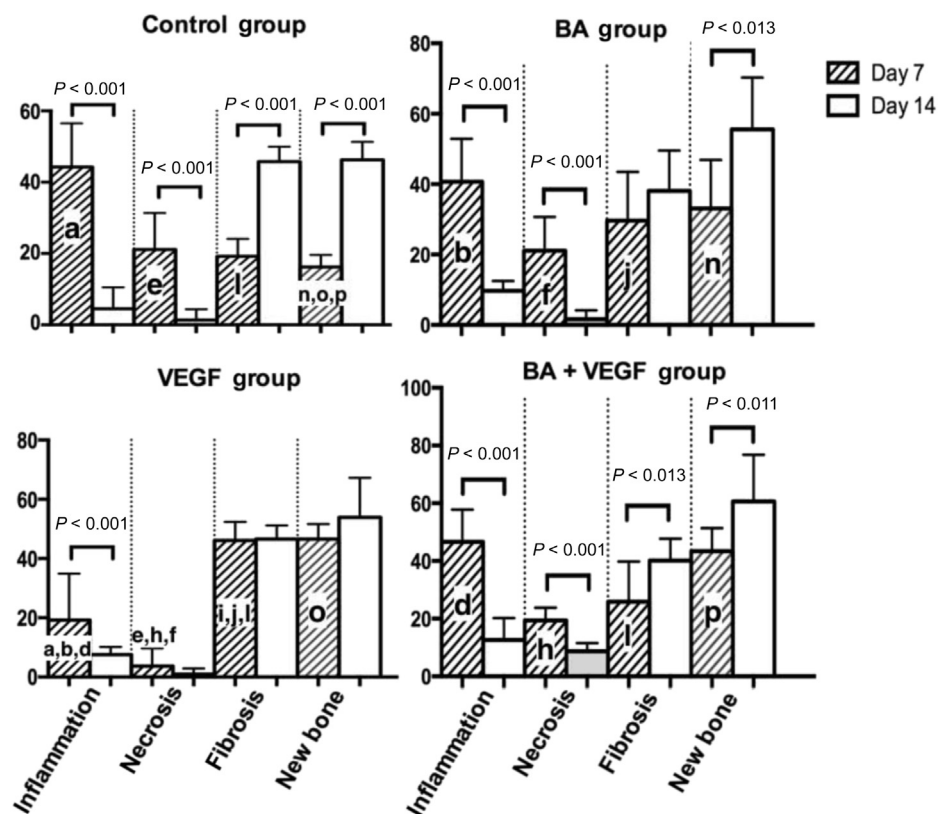 Control group
P < 0.001
P < 0.001
P < 0.001
P < 0.001
60
40
20
0
a
e
l
n,o,p
BA group
P < 0.001
P < 0.001
P < 0.013
80
60
40
20
0
b
f
j
n
Day 7
Day 14
VEGF group
P < 0.001
80
60
40
20
0
a,b,d
e,h,f
i,j,l
o
Inflammation
Necrosis
Fibrosis
New bone
BA + VEGF group
P < 0.001
P < 0.001
P < 0.013
P < 0.011
100
80
60
40
20
0
d
h
l
p
Inflammation
Necrosis
Fibrosis
New bone